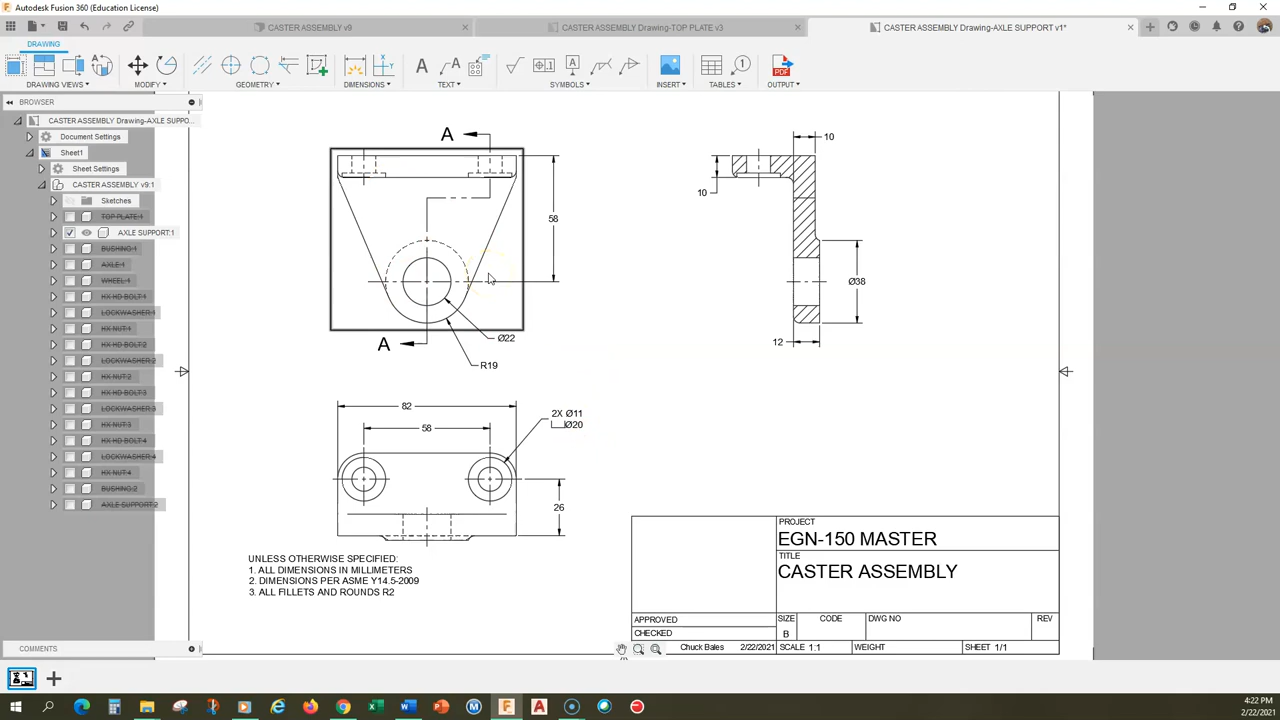 Autodesk Fusion 360 (Education License)
CASTER ASSEMBLY v9
CASTER ASSEMBLY Drawing-TOP PLATE v3
CASTER ASSEMBLY Drawing-AXLE SUPPORT v1*
DRAWING
DRAWING VIEWS
MODIFY
GEOMETRY
DIMENSIONS
TEXT
SYMBOLS
INSERT
TABLES
OUTPUT
PDF
BROWSER
CASTER ASSEMBLY Drawing-AXLE SUPPO...
Document Settings
Sheet1
Sheet Settings
CASTER ASSEMBLY v9:1
Sketches
TOP PLATE:1
AXLE SUPPORT:1
BUSHING:1
AXLE:1
WHEEL:1
HX HD BOLT:1
LOCKWASHER:1
HX NUT:1
HX HD BOLT:2
LOCKWASHER:2
HX NUT:2
HX HD BOLT:3
LOCKWASHER:3
HX NUT:3
HX HD BOLT:4
LOCKWASHER:4
HX NUT:4
BUSHING:2
AXLE SUPPORT:2
COMMENTS
A
58
A
Ø22
R19
10
10
Ø38
12
82
58
2X Ø11
⌴Ø20
26
UNLESS OTHERWISE SPECIFIED:
1. ALL DIMENSIONS IN MILLIMETERS
2. DIMENSIONS PER ASME Y14.5-2009
3. ALL FILLETS AND ROUNDS R2
PROJECT
EGN-150 MASTER
TITLE
CASTER ASSEMBLY
APPROVED
CHECKED
Chuck Bales 2/22/2021
SIZE
B
CODE
DWG NO
REV
SCALE 1:1
WEIGHT
SHEET 1/1
4:22 PM
2/22/2021